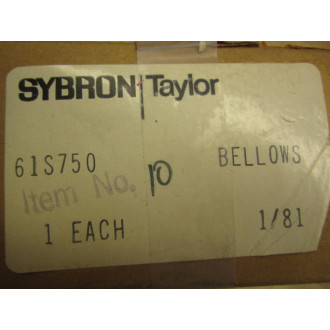 SYBRON Taylor
61S750 BELLOWS
Item No. 10
1 EACH 1/81